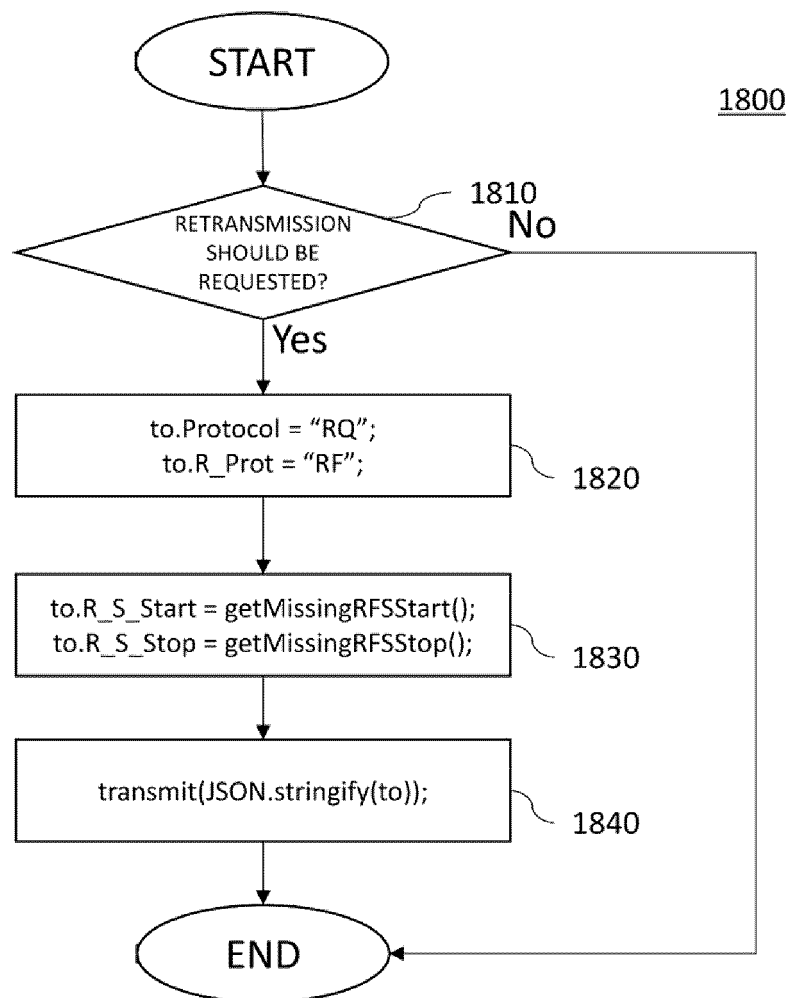 START
1800
1810
RETRANSMISSION
SHOULD BE
REQUESTED?
No
Yes
to.Protocol = “RQ”;
to.R_Prot = “RF”;
1820
to.R_S_Start = getMissingRFSStart();
to.R_S_Stop = getMissingRFSStop();
1830
transmit(JSON.stringify(to));
1840
END